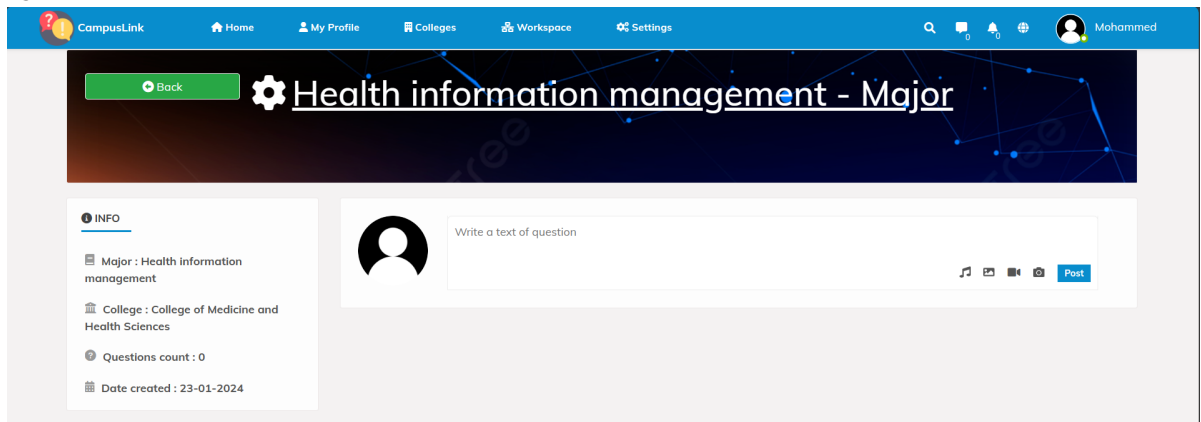 CampusLink
Home
My Profile
Colleges
Workspace
Settings
0
0
Mohammed
Back
Health information management - Major
INFO
Major : Health information
management
College : College of Medicine and
Health Sciences
Questions count : 0
Date created : 23-01-2024
Write a text of question
Post